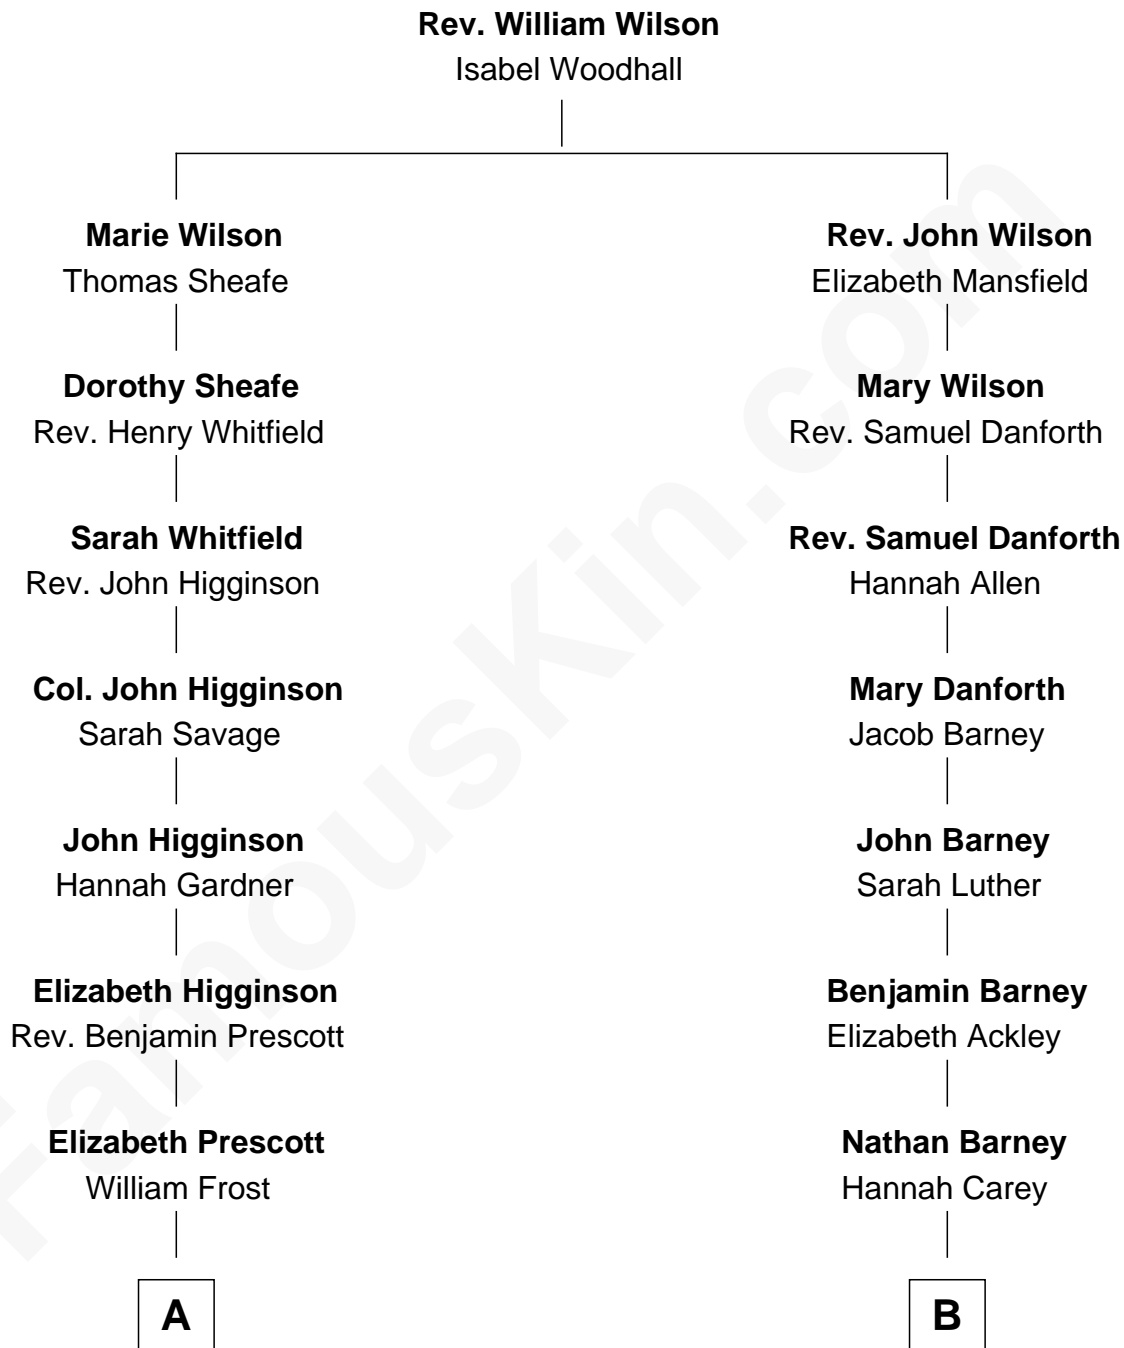 Rev. William Wilson
Isabel Woodhall
Marie Wilson
Thomas Sheafe
Dorothy Sheafe
Rev. Henry Whitfield
Sarah Whitfield
Rev. John Higginson
Col. John Higginson
Sarah Savage
John Higginson
Hannah Gardner
Elizabeth Higginson
Rev. Benjamin Prescott
Elizabeth Prescott
William Frost
A
Rev. John Wilson
Elizabeth Mansfield
Mary Wilson
Rev. Samuel Danforth
Rev. Samuel Danforth
Hannah Allen
Mary Danforth
Jacob Barney
John Barney
Sarah Luther
Benjamin Barney
Elizabeth Ackley
Nathan Barney
Hannah Carey
B
FamousKin.com